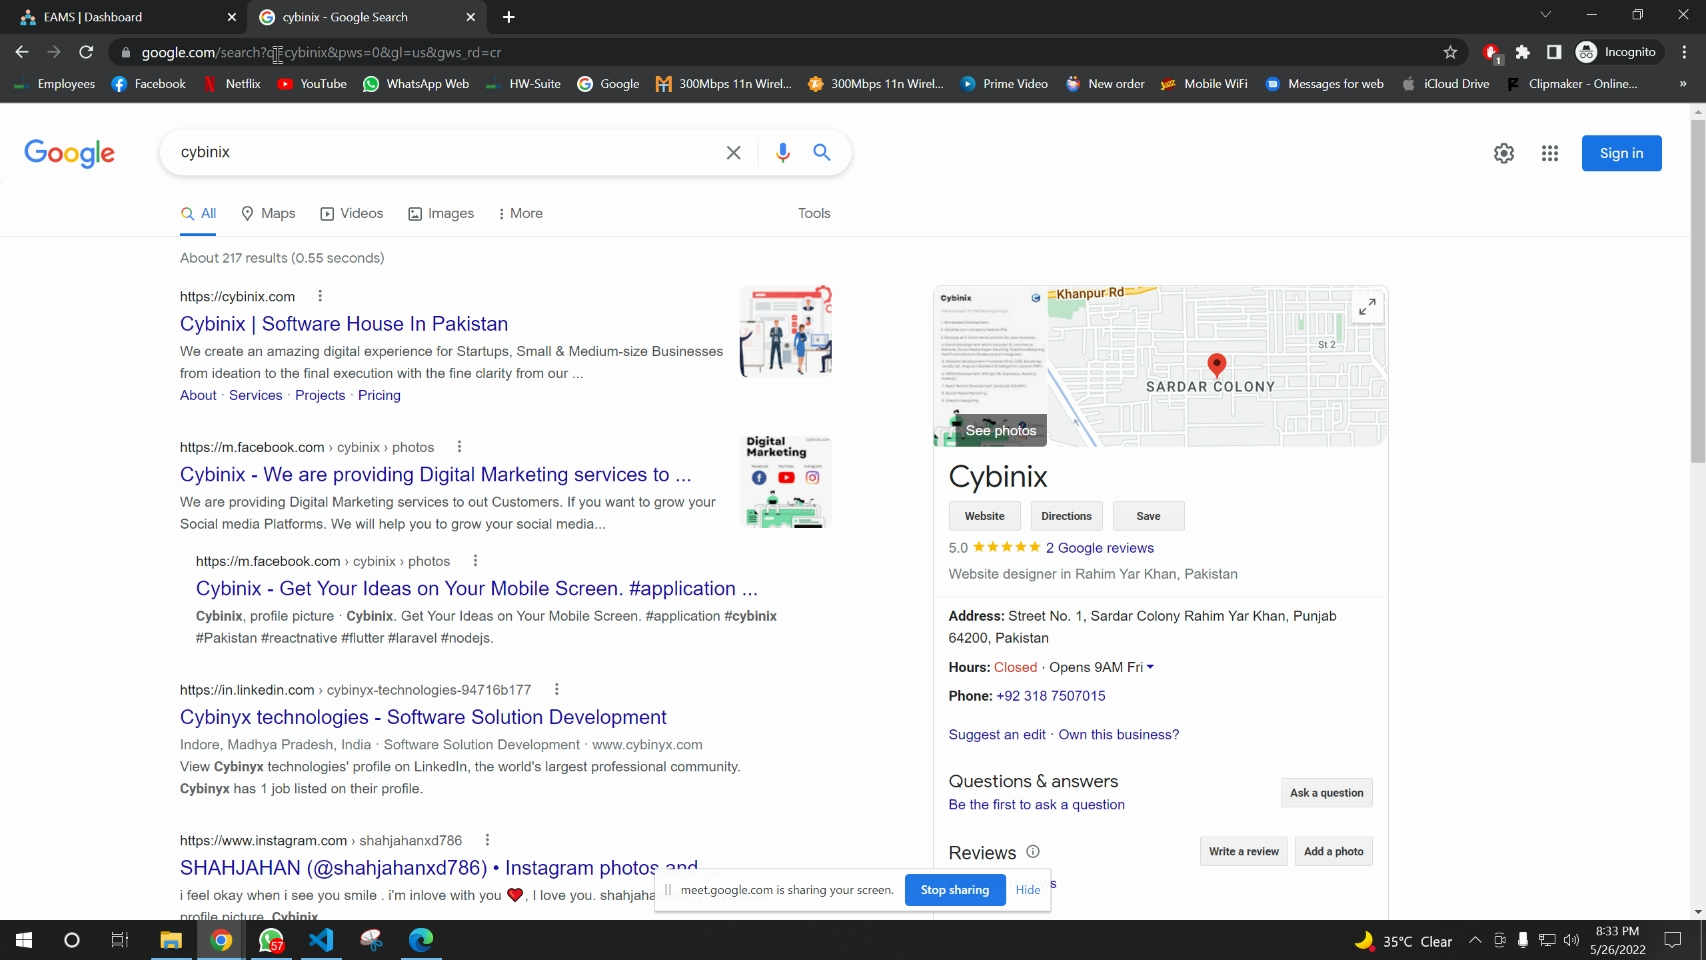 EAMS | Dashboard
cybinix - Google Search
google.com/search?q=cybinix&pws=0&gl=us&gws_rd=cr
1
Incognito
Employees
Facebook
Netflix
YouTube
WhatsApp Web
HW-Suite
Google
300Mbps 11n Wirel...
300Mbps 11n Wirel...
Prime Video
New order
Mobile WiFi
Messages for web
iCloud Drive
Clipmaker - Online...
»
Google
cybinix
Sign in
All
Maps
Videos
Images
More
Tools
About 217 results (0.55 seconds)
https://cybinix.com
Cybinix | Software House In Pakistan
We create an amazing digital experience for Startups, Small & Medium-size Businesses
from ideation to the final execution with the fine clarity from our ...
About · Services · Projects · Pricing
https://m.facebook.com › cybinix › photos
Cybinix - We are providing Digital Marketing services to ...
We are providing Digital Marketing services to out Customers. If you want to grow your
Social media Platforms. We will help you to grow your social media...
Digital
Marketing
https://m.facebook.com › cybinix › photos
Cybinix - Get Your Ideas on Your Mobile Screen. #application ...
Cybinix, profile picture · Cybinix. Get Your Ideas on Your Mobile Screen. #application #cybinix
#Pakistan #reactnative #flutter #laravel #nodejs.
https://in.linkedin.com › cybinyx-technologies-94716b177
Cybinyx technologies - Software Solution Development
Indore, Madhya Pradesh, India · Software Solution Development · www.cybinyx.com
View Cybinyx technologies' profile on LinkedIn, the world's largest professional community.
Cybinyx has 1 job listed on their profile.
https://www.instagram.com › shahjahanxd786
SHAHJAHAN (@shahjahanxd786) • Instagram photos and ...
i feel okay when i see you smile . i'm inlove with you ❤️, I love you. shahjaha
profile picture. Cybinix
Cybinix
See photos
Khanpur Rd
St 2
SARDAR COLONY
Cybinix
Website
Directions
Save
5.0 ★★★★★ 2 Google reviews
Website designer in Rahim Yar Khan, Pakistan
Address: Street No. 1, Sardar Colony Rahim Yar Khan, Punjab
64200, Pakistan
Hours: Closed · Opens 9AM Fri
Phone: +92 318 7507015
Suggest an edit · Own this business?
Questions & answers
Be the first to ask a question
Ask a question
Reviews
Write a review
Add a photo
meet.google.com is sharing your screen.
Stop sharing
Hide
57
35°C Clear
8:33 PM
5/26/2022